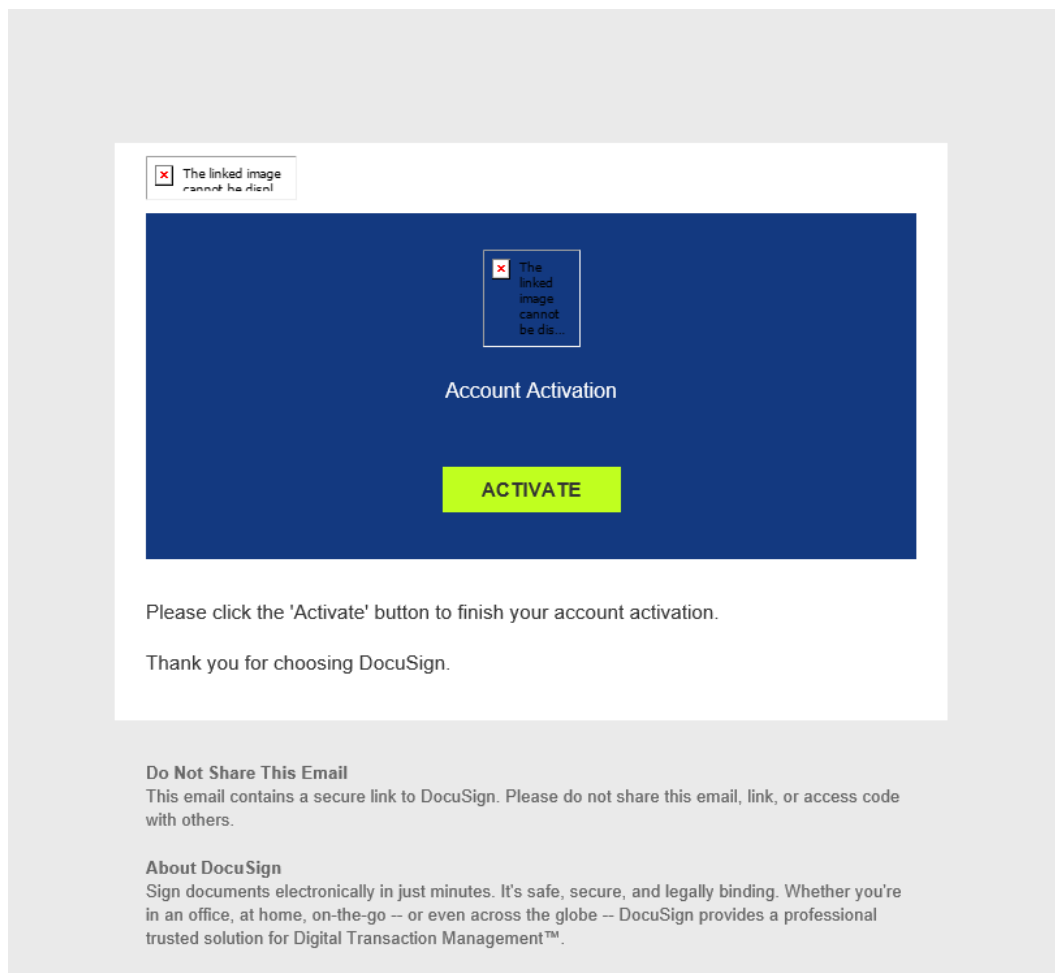 The linked image
Account Activation
The
linked
image
cannot
be dis...
ACTIVATE
Please click the 'Activate' button to finish your account activation.
Thank you for choosing DocuSign.
Do Not Share This Email
This email contains a secure link to DocuSign. Please do not share this email, link, or access code
with others.
About DocuSign
Sign documents electronically in just minutes. It's safe, secure, and legally binding. Whether you're
in an office, at home, on-the-go -- or even across the globe -- DocuSign provides a professional
trusted solution for Digital Transaction Management™.